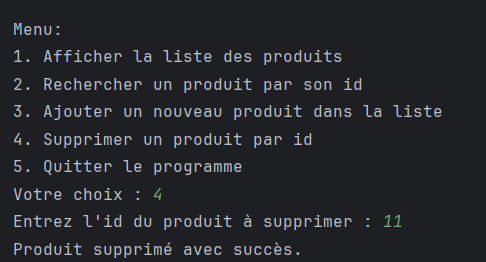 Menu:
1. Afficher la liste des produits
2. Rechercher un produit par son id
3. Ajouter un nouveau produit dans la liste
4. Supprimer un produit par id
5. Quitter le programme
Votre choix : 4
Entrez l'id du produit à supprimer : 11
Produit supprimé avec succès.